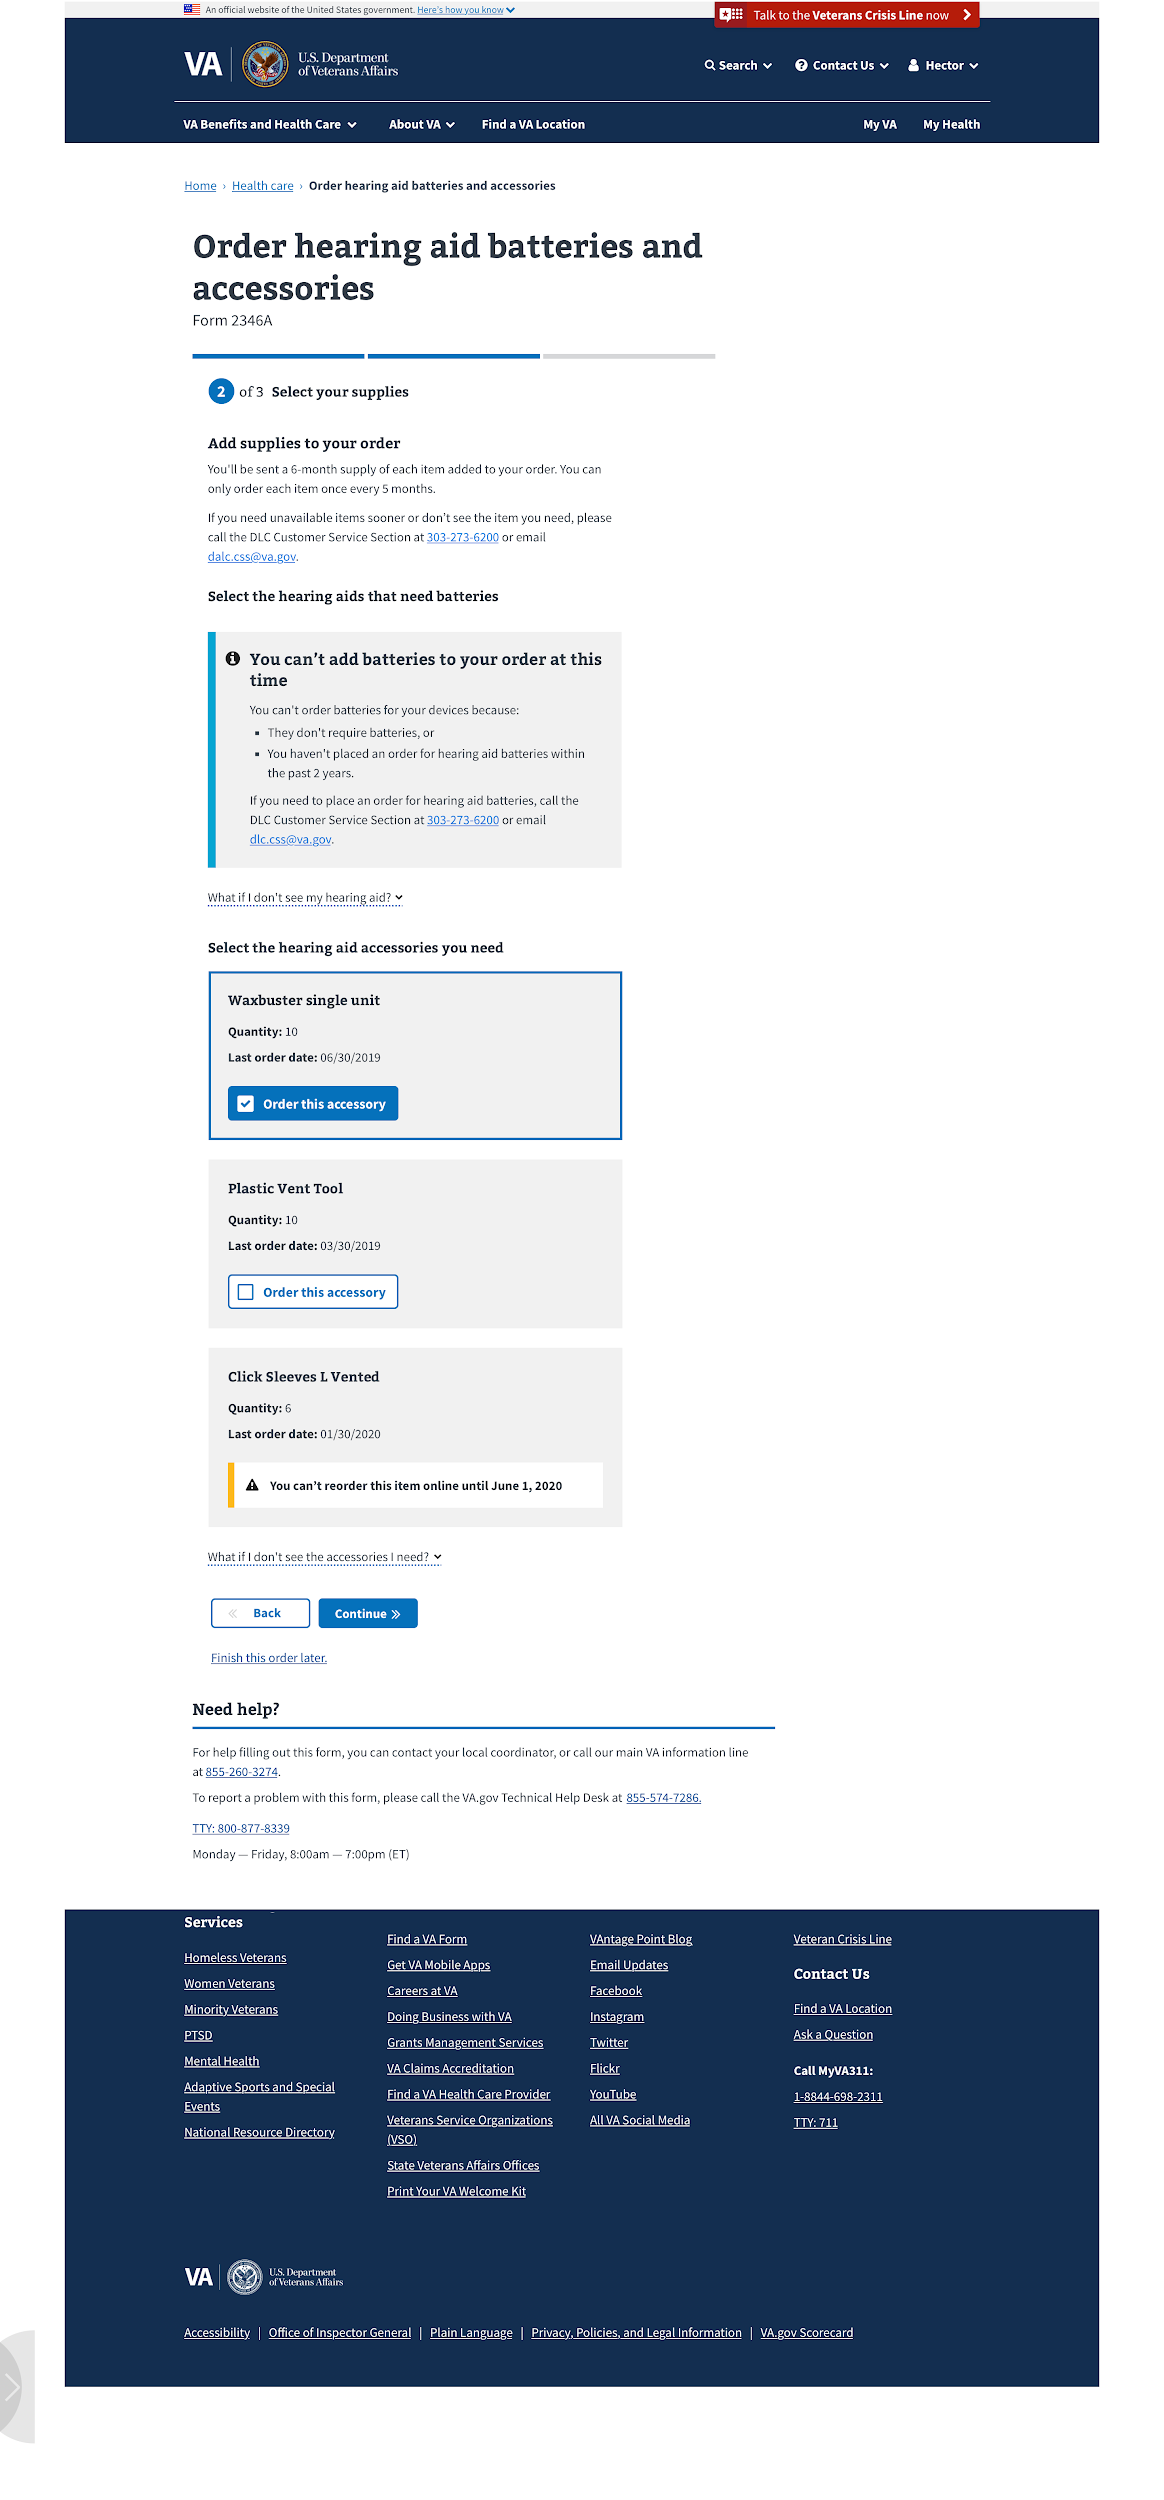 An official website of the United States government. Here's how you know
Talk to the Veterans Crisis Line now
VA
U.S. Department
of Veterans Affairs
Search
Contact Us
Hector
VA Benefits and Health Care
About VA
Find a VA Location
My VA
My Health
Home › Health care › Order hearing aid batteries and accessories
Order hearing aid batteries and
accessories
Form 2346A
2 of 3 Select your supplies
Add supplies to your order
You'll be sent a 6-month supply of each item added to your order. You can
only order each item once every 5 months.
If you need unavailable items sooner or don't see the item you need, please
call the DLC Customer Service Section at 303-273-6200 or email
dalc.css@va.gov.
Select the hearing aids that need batteries
You can't add batteries to your order at this
time
You can't order batteries for your devices because:
▪ They don't require batteries, or
▪ You haven't placed an order for hearing aid batteries within
the past 2 years.
If you need to place an order for hearing aid batteries, call the
DLC Customer Service Section at 303-273-6200 or email
dlc.css@va.gov.
What if I don't see my hearing aid?
Select the hearing aid accessories you need
Waxbuster single unit
Quantity: 10
Last order date: 06/30/2019
Order this accessory
Plastic Vent Tool
Quantity: 10
Last order date: 03/30/2019
Order this accessory
Click Sleeves L Vented
Quantity: 6
Last order date: 01/30/2020
You can't reorder this item online until June 1, 2020
What if I don't see the accessories I need?
« Back
Continue »
Finish this order later.
Need help?
For help filling out this form, you can contact your local coordinator, or call our main VA information line
at 855-260-3274.
To report a problem with this form, please call the VA.gov Technical Help Desk at 855-574-7286.
TTY: 800-877-8339
Monday — Friday, 8:00am — 7:00pm (ET)
Services
Homeless Veterans
Women Veterans
Minority Veterans
PTSD
Mental Health
Adaptive Sports and Special
Events
National Resource Directory
Find a VA Form
Get VA Mobile Apps
Careers at VA
Doing Business with VA
Grants Management Services
VA Claims Accreditation
Find a VA Health Care Provider
Veterans Service Organizations
(VSO)
State Veterans Affairs Offices
Print Your VA Welcome Kit
VAntage Point Blog
Email Updates
Facebook
Instagram
Twitter
Flickr
YouTube
All VA Social Media
Veteran Crisis Line
Contact Us
Find a VA Location
Ask a Question
Call MyVA311:
1-8844-698-2311
TTY: 711
VA
U.S. Department
of Veterans Affairs
Accessibility | Office of Inspector General | Plain Language | Privacy, Policies, and Legal Information | VA.gov Scorecard